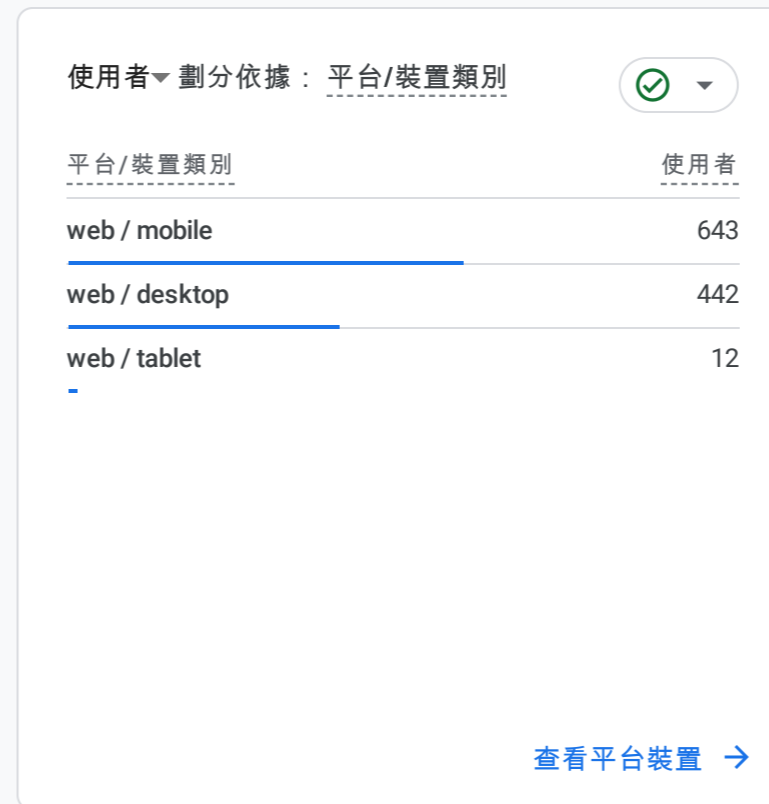 使用者 劃分依據： 平台/裝置類別
平台/裝置類別 使用者
web / mobile 643
web / desktop 442
web / tablet 12
查看平台裝置 →